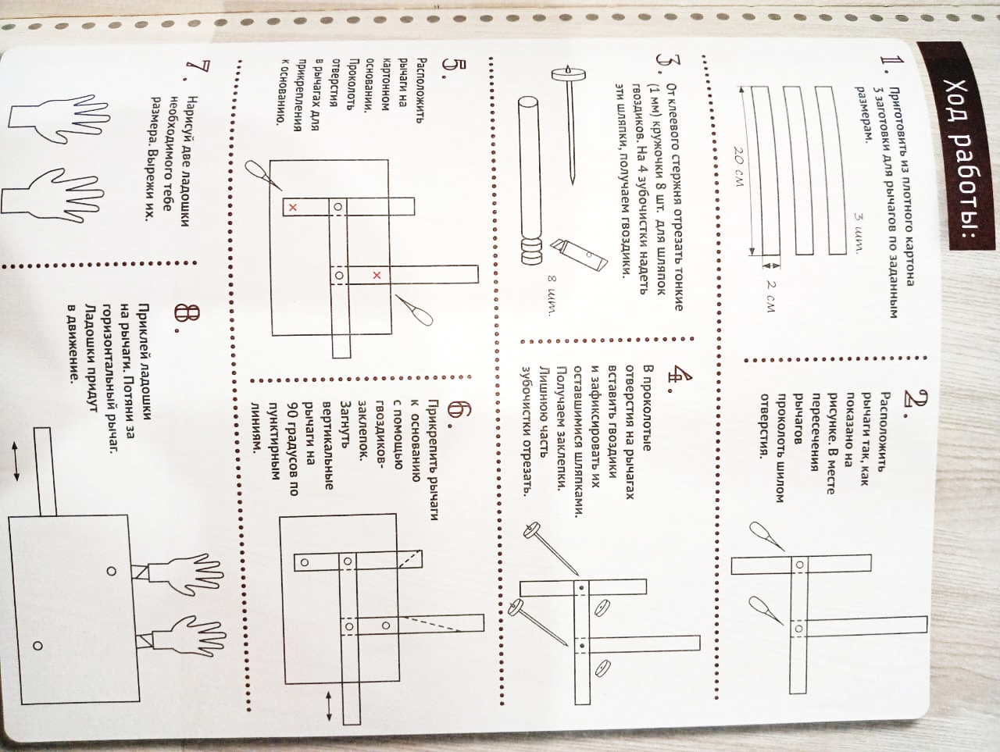 Ход работы:
1.
Приготовить из плотного картона
3 заготовки для рычагов по заданным
размерам.
3 шт.
20 см
2 см
2.
Расположить
рычаги так, как
показано на
рисунке. В месте
пересечения
рычагов
проколоть шилом
отверстия.
3.
От клеевого стержня отрезать тонкие
(1 мм) кружочки 8 шт. для шляпок
гвоздиков. На 4 зубочистки надеть
эти шляпки, получаем гвоздики.
8 шт.
4.
В проколотые
отверстия на рычагах
вставить гвоздики
и зафиксировать их
оставшимися шляпками.
Получаем заклепки.
Лишнюю часть
зубочистки отрезать.
5.
Расположить
рычаги на
картонном
основании.
Проколоть
отверстия
в рычагах для
прикрепления
к основанию.
6.
Прикрепить рычаги
к основанию
с помощью
гвоздиков-
заклепок.
Загнуть
вертикальные
рычаги на
90 градусов по
пунктирным
линиям.
7.
Нарисуй две ладошки
необходимого тебе
размера. Вырежи их.
8.
Приклей ладошки
на рычаги. Потяни за
горизонтальный рычаг.
Ладошки придут
в движение.